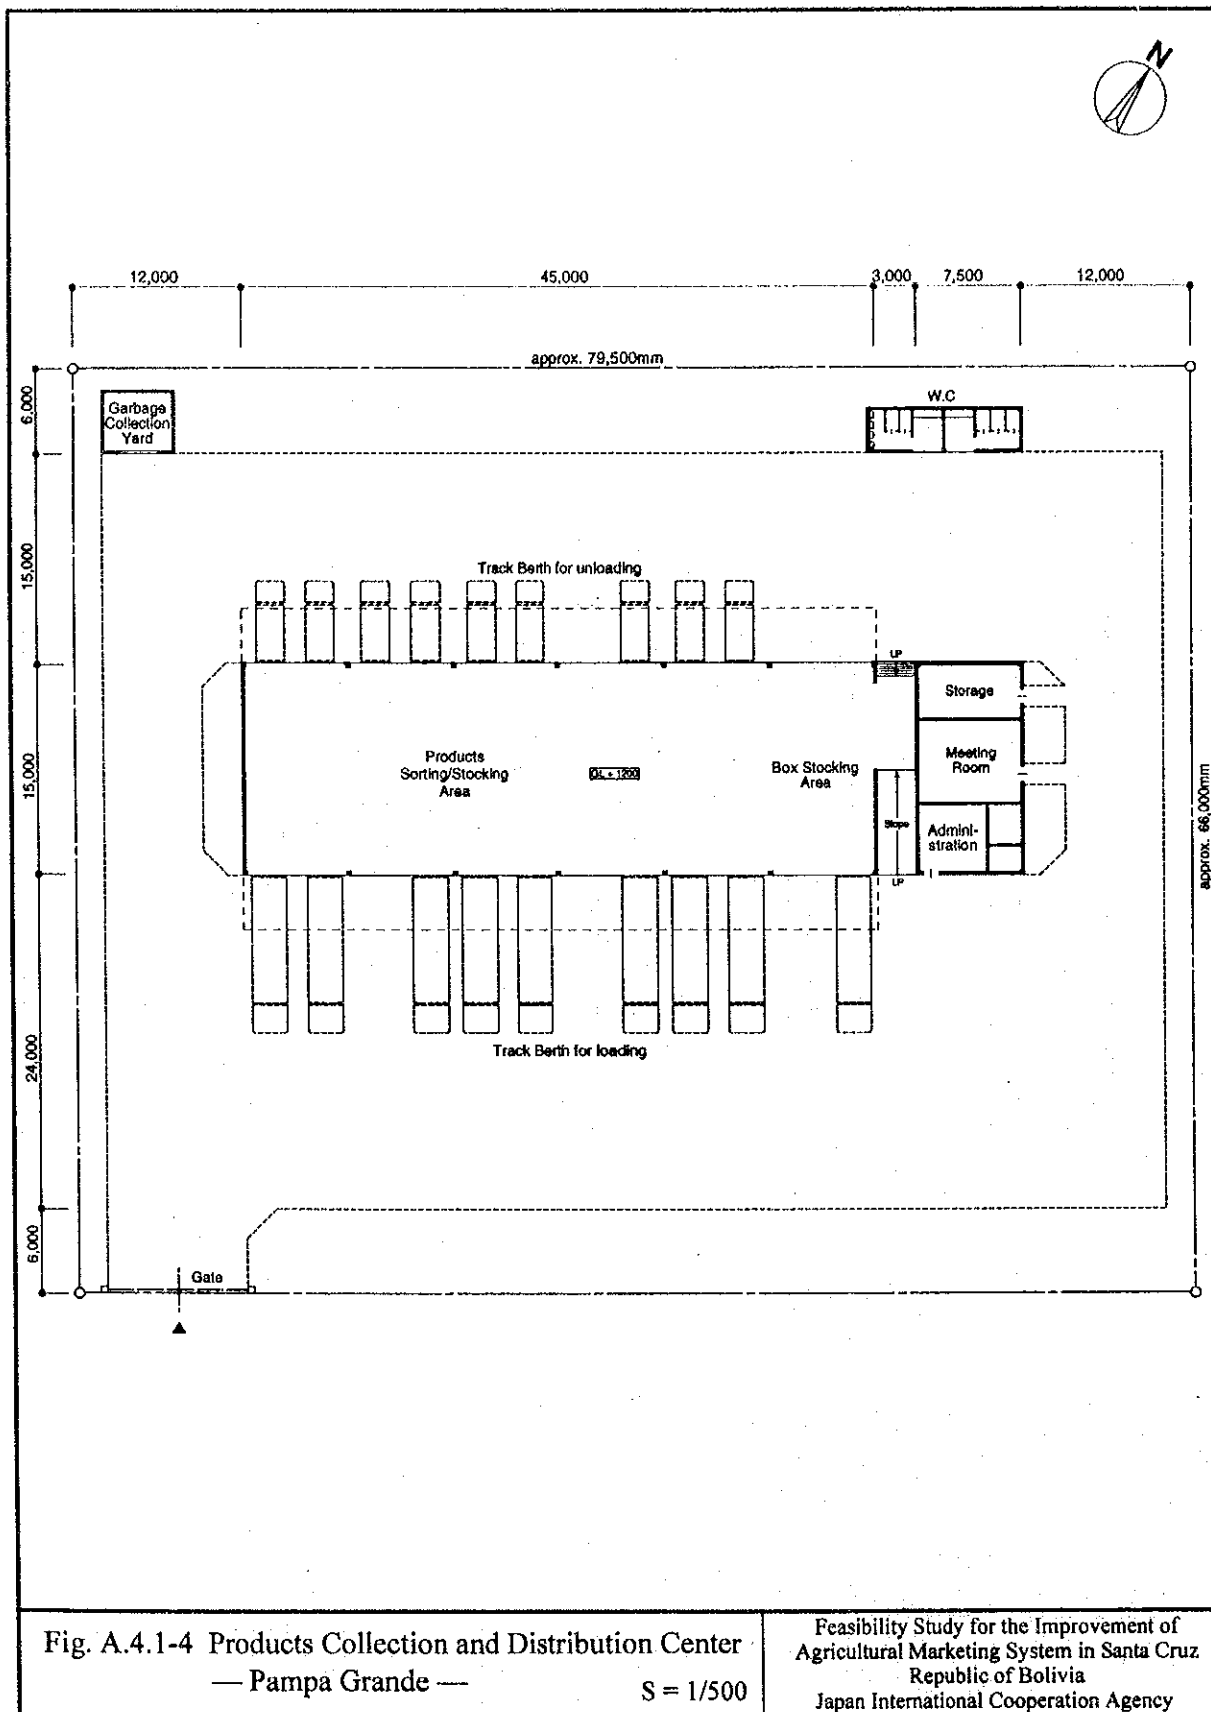 N
12,000
45,000
3,000
7,500
12,000
approx. 79,500mm
6,000
15,000
15,000
24,000
6,000
approx. 66,000mm
Garbage
Collection
Yard
W.C
Track Berth for unloading
UP
Storage
Products
Sorting/Stocking
Area
GL + 1200
Box Stocking
Area
Meeting
Room
Slope
Admini-
stration
UP
Track Berth for loading
Gate
Fig. A.4.1-4 Products Collection and Distribution Center
— Pampa Grande —
S = 1/500
Feasibility Study for the Improvement of
Agricultural Marketing System in Santa Cruz
Republic of Bolivia
Japan International Cooperation Agency